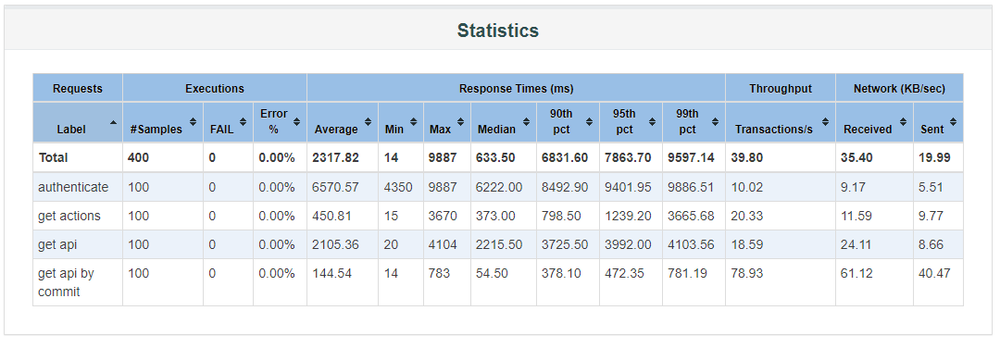 Statistics
Requests Executions Response Times (ms) Throughput Network (KB/sec)
Label #Samples FAIL Error % Average Min Max Median 90th pct 95th pct 99th pct Transactions/s Received Sent
Total 400 0 0.00% 2317.82 14 9887 633.50 6831.60 7863.70 9597.14 39.80 35.40 19.99
authenticate 100 0 0.00% 6570.57 4350 9887 6222.00 8492.90 9401.95 9886.51 10.02 9.17 5.51
get actions 100 0 0.00% 450.81 15 3670 373.00 798.50 1239.20 3665.68 20.33 11.59 9.77
get api 100 0 0.00% 2105.36 20 4104 2215.50 3725.50 3992.00 4103.56 18.59 24.11 8.66
get api by commit 100 0 0.00% 144.54 14 783 54.50 378.10 472.35 781.19 78.93 61.12 40.47